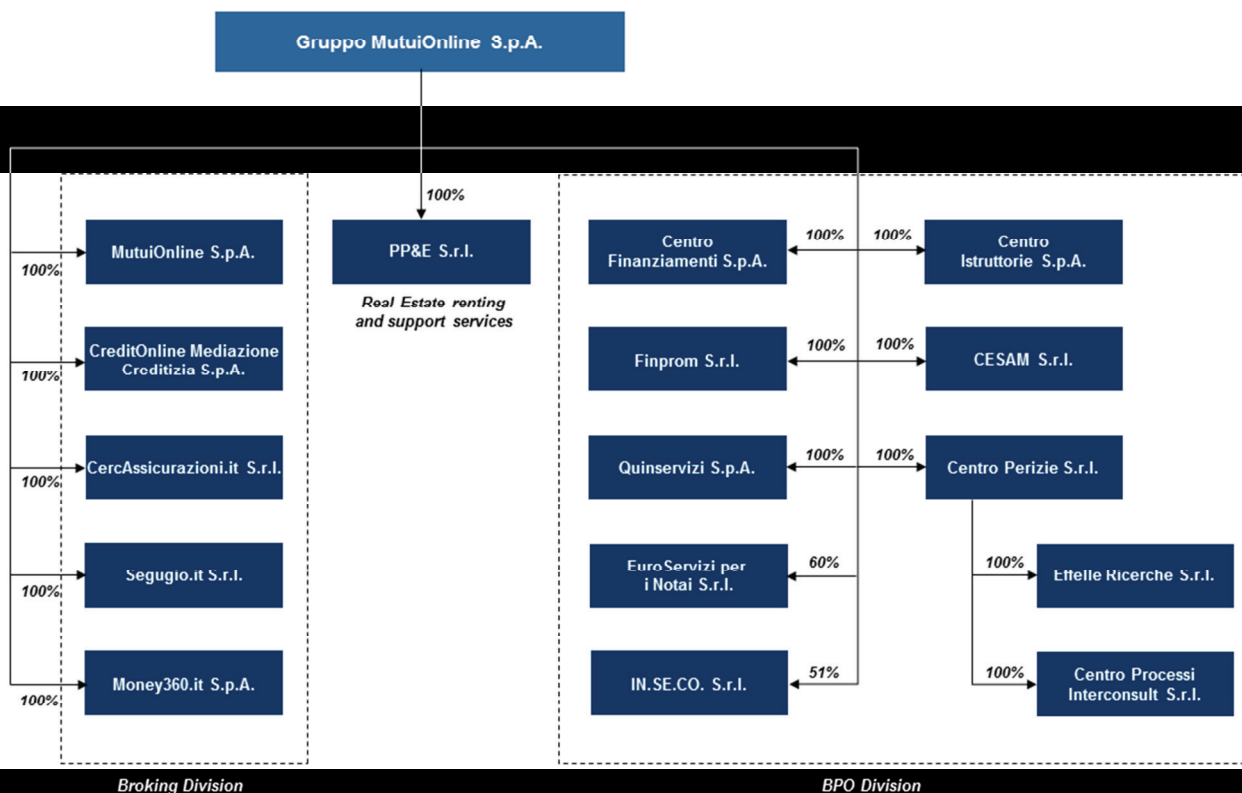 Gruppo MutuiOnline S.p.A.
100%
MutuiOnline S.p.A.
100%
PP&E S.r.l.
Real Estate renting
and support services
Centro
Finanziamenti S.p.A.
100%
100%
Centro
Istruttorie S.p.A.
CreditOnline Mediazione
Creditizia S.p.A.
100%
Finprom S.r.l.
100%
100%
CESAM S.r.l.
CercAssicurazioni.it S.r.l.
100%
Quinservizi S.p.A.
100%
100%
Centro Perizie S.r.l.
Segugio.it S.r.l.
100%
EuroServizi per
i Notai S.r.l.
60%
100%
Effelle Ricerche S.r.l.
Money360.it S.p.A.
100%
IN.SE.CO. S.r.l.
51%
100%
Centro Processi
Interconsult S.r.l.
Broking Division
BPO Division